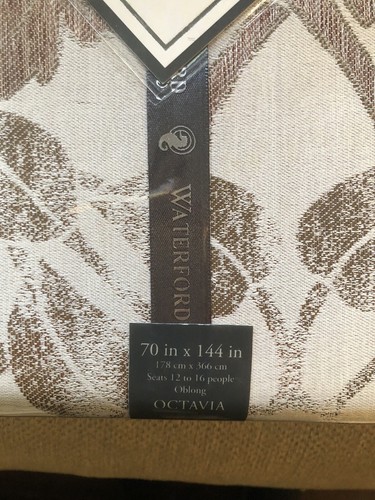 WATERFORD
70 in x 144 in
178 cm x 366 cm
Seats 12 to 16 people
Oblong
OCTAVIA